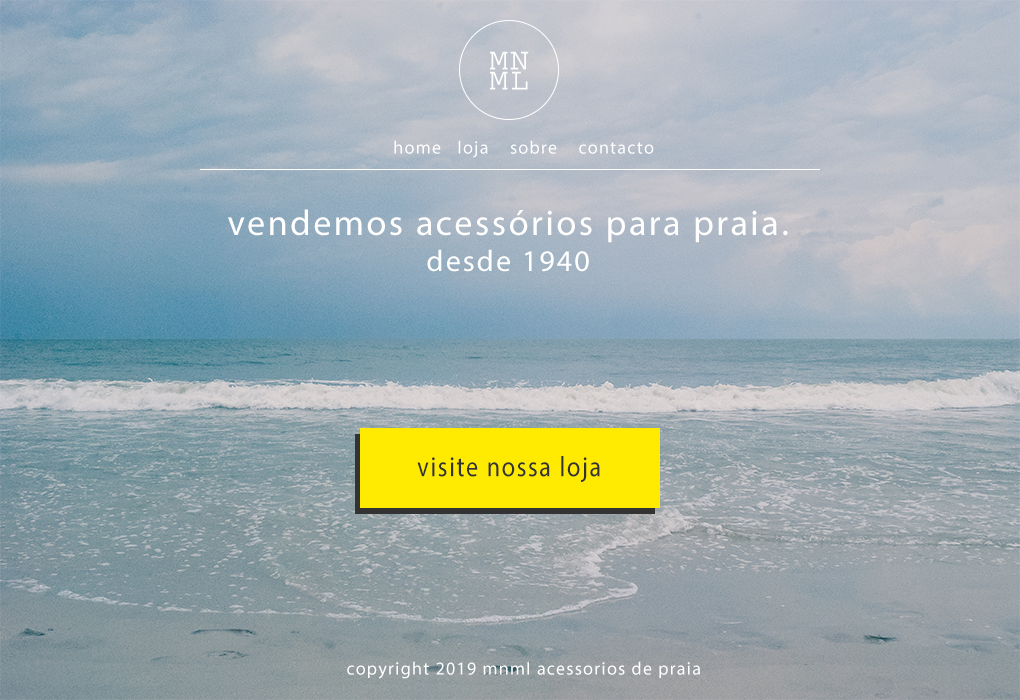 MN
ML
home loja sobre contacto
vendemos acessórios para praia.
desde 1940
visite nossa loja
copyright 2019 mnml acessorios de praia